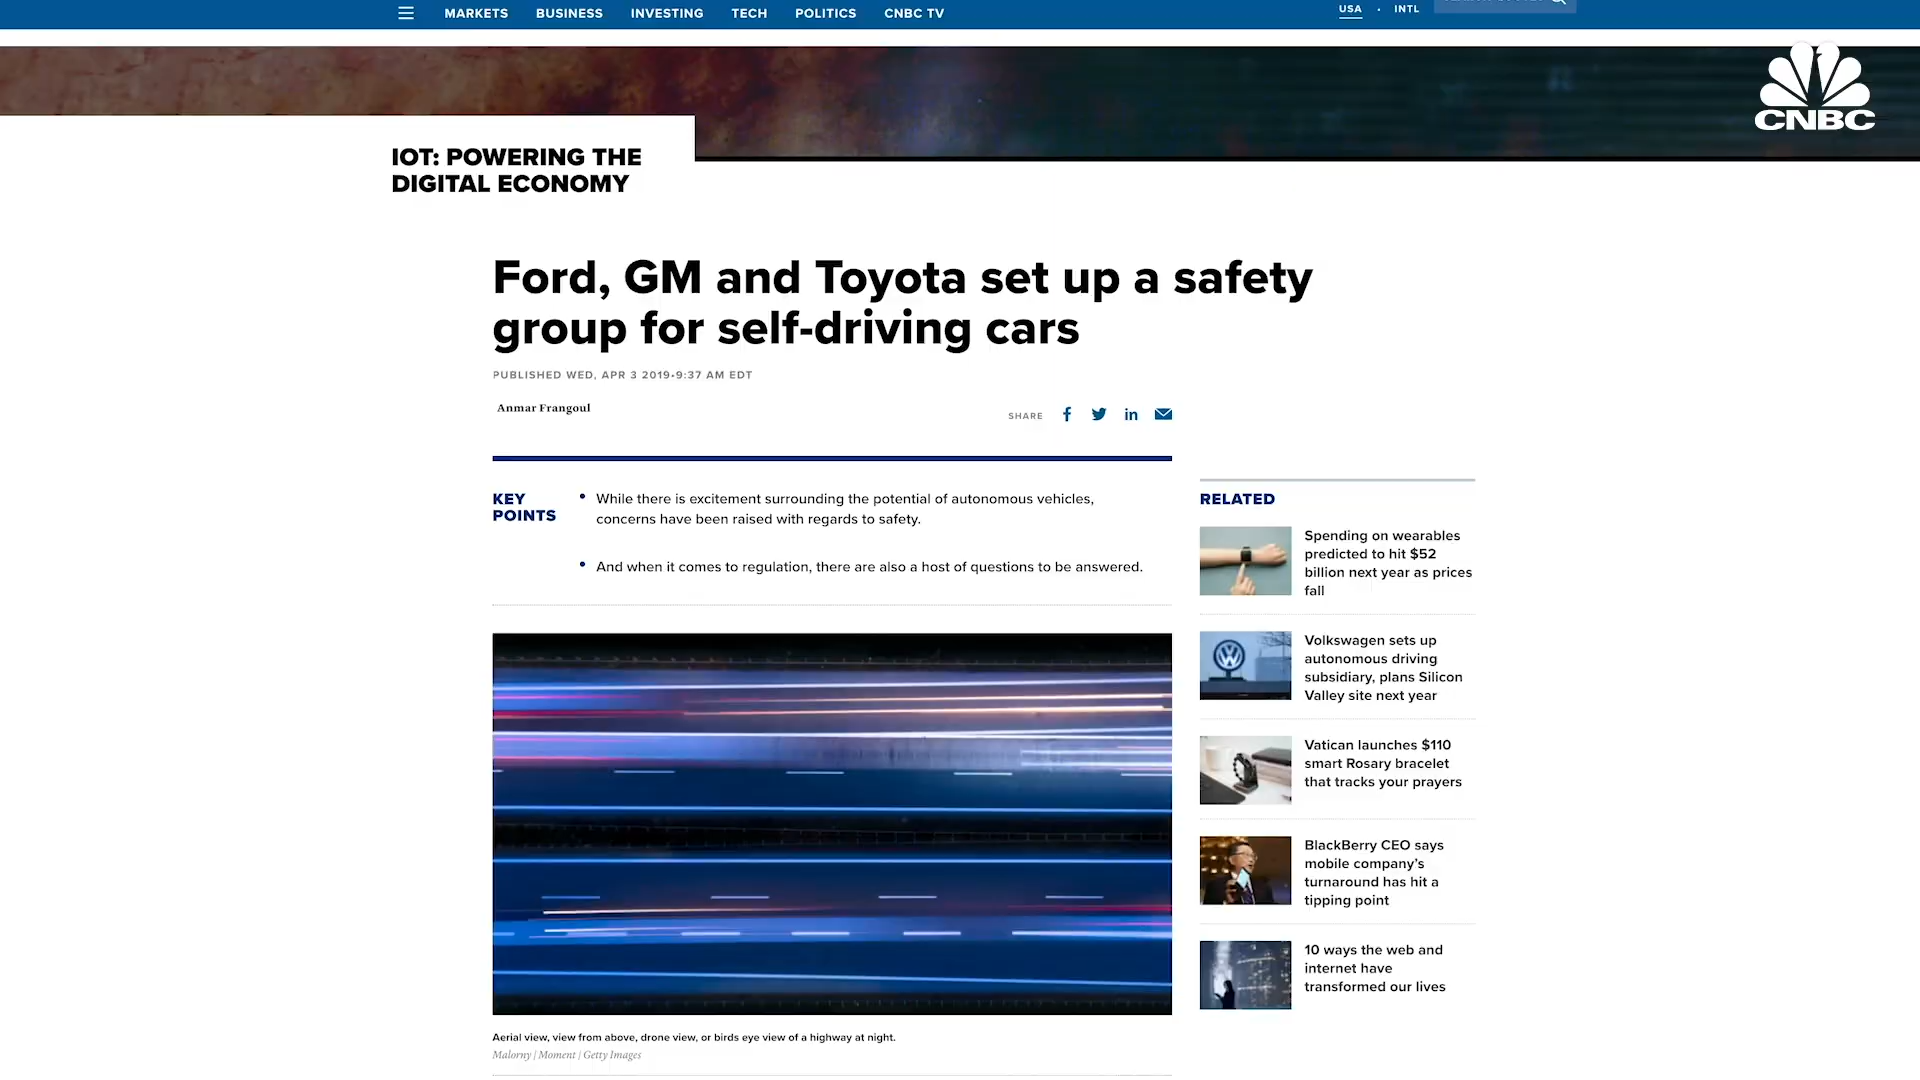 MARKETS BUSINESS INVESTING TECH POLITICS CNBC TV
USA · INTL
CNBC
IOT: POWERING THE
DIGITAL ECONOMY
Ford, GM and Toyota set up a safety
group for self-driving cars
PUBLISHED WED, APR 3 2019•9:37 AM EDT
Anmar Frangoul
SHARE
KEY
POINTS
• While there is excitement surrounding the potential of autonomous vehicles,
concerns have been raised with regards to safety.
• And when it comes to regulation, there are also a host of questions to be answered.
Aerial view, view from above, drone view, or birds eye view of a highway at night.
Malorny | Moment | Getty Images
RELATED
Spending on wearables
predicted to hit $52
billion next year as prices
fall
Volkswagen sets up
autonomous driving
subsidiary, plans Silicon
Valley site next year
Vatican launches $110
smart Rosary bracelet
that tracks your prayers
BlackBerry CEO says
mobile company’s
turnaround has hit a
tipping point
10 ways the web and
internet have
transformed our lives